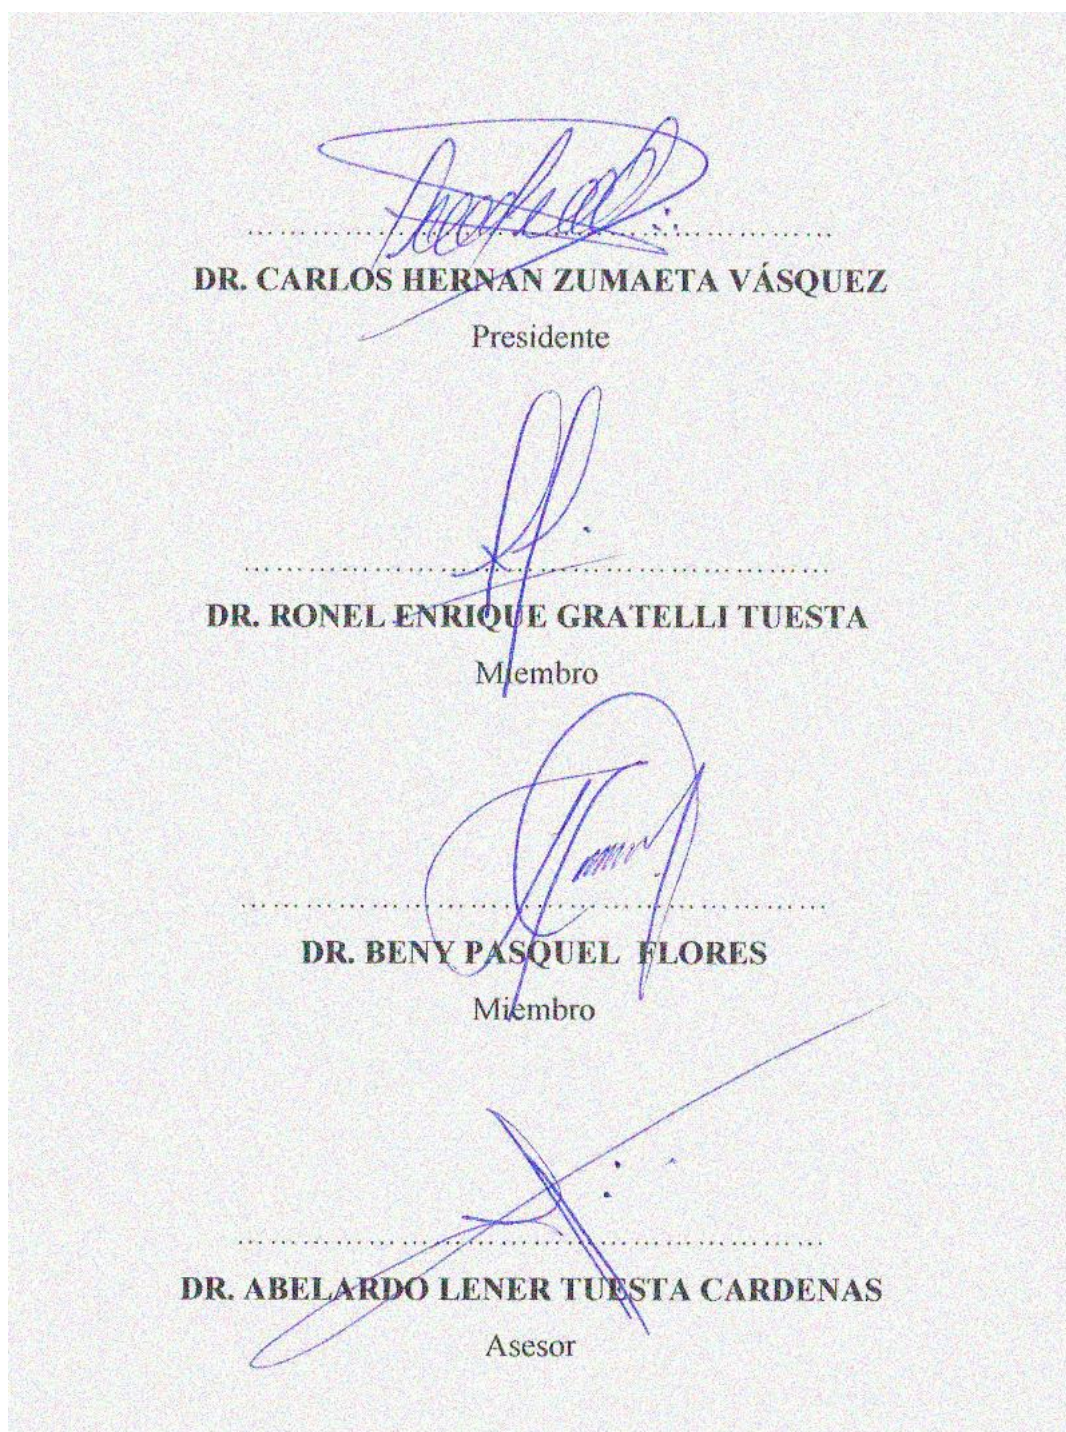 DR. CARLOS HERNAN ZUMAETA VÁSQUEZ
Presidente
DR. RONEL ENRIQUE GRATELLI TUESTA
Miembro
DR. BENY PASQUEL FLORES
Miembro
DR. ABELARDO LENER TUESTA CARDENAS
Asesor